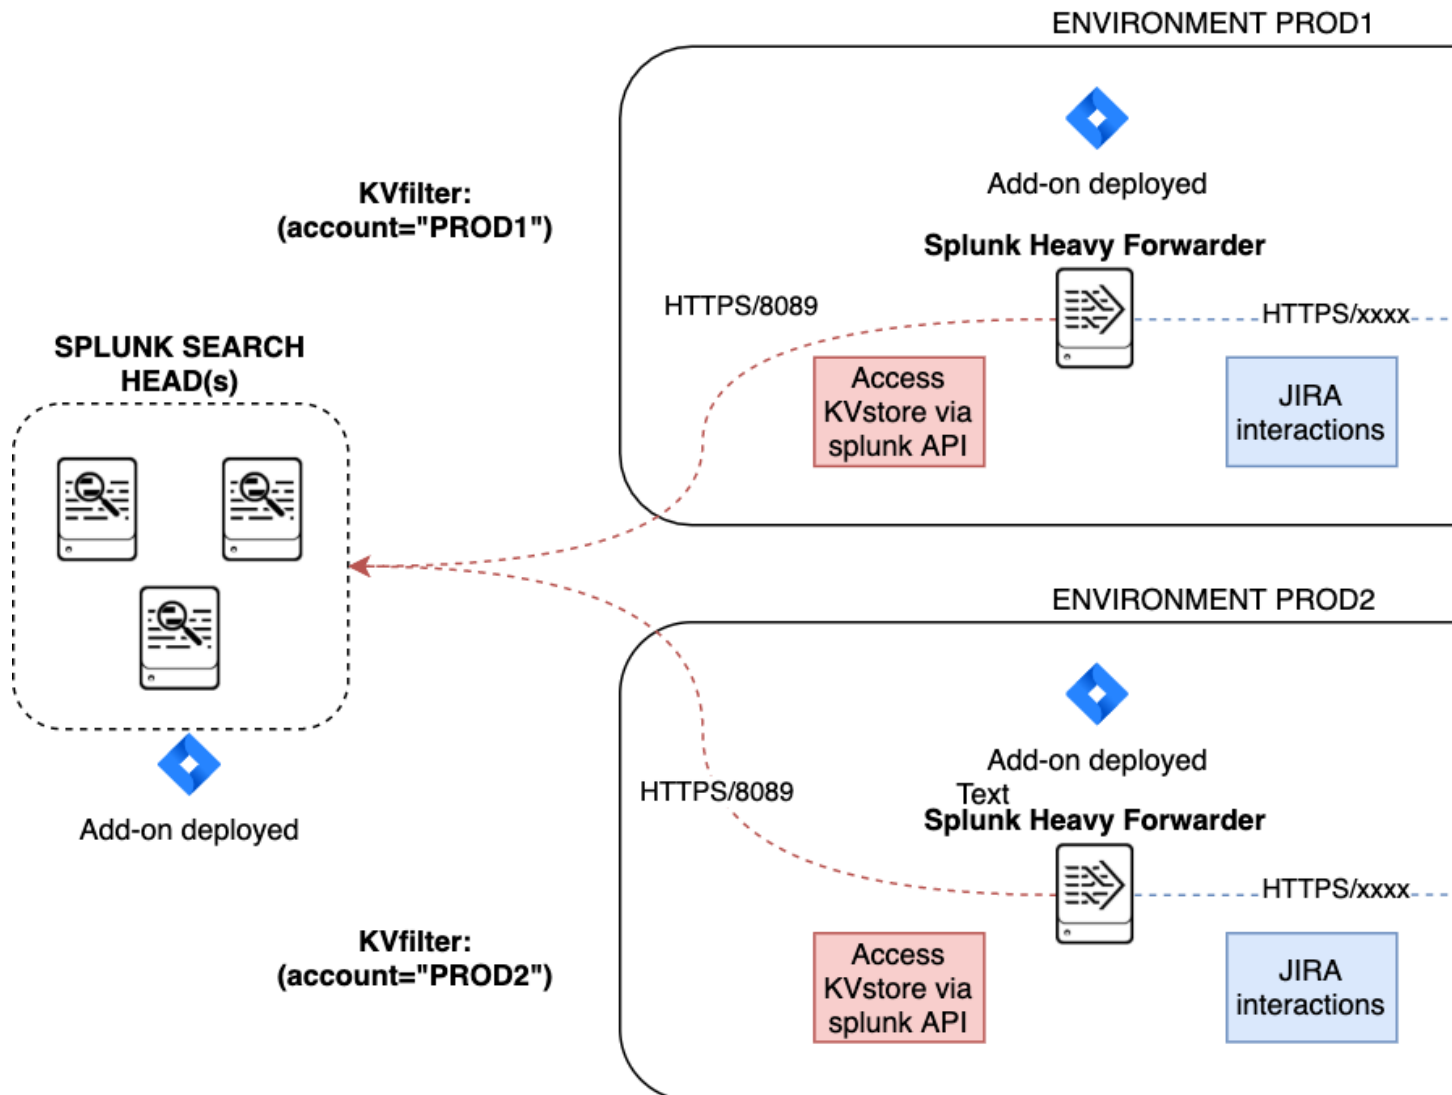 ENVIRONMENT PROD1
Add-on deployed
KVfilter:
(account="PROD1")
Splunk Heavy Forwarder
HTTPS/8089
HTTPS/xxxx
SPLUNK SEARCH
HEAD(s)
Access
KVstore via
splunk API
JIRA
interactions
ENVIRONMENT PROD2
Add-on deployed
HTTPS/8089
Text
Splunk Heavy Forwarder
Add-on deployed
HTTPS/xxxx
KVfilter:
(account="PROD2")
Access
KVstore via
splunk API
JIRA
interactions